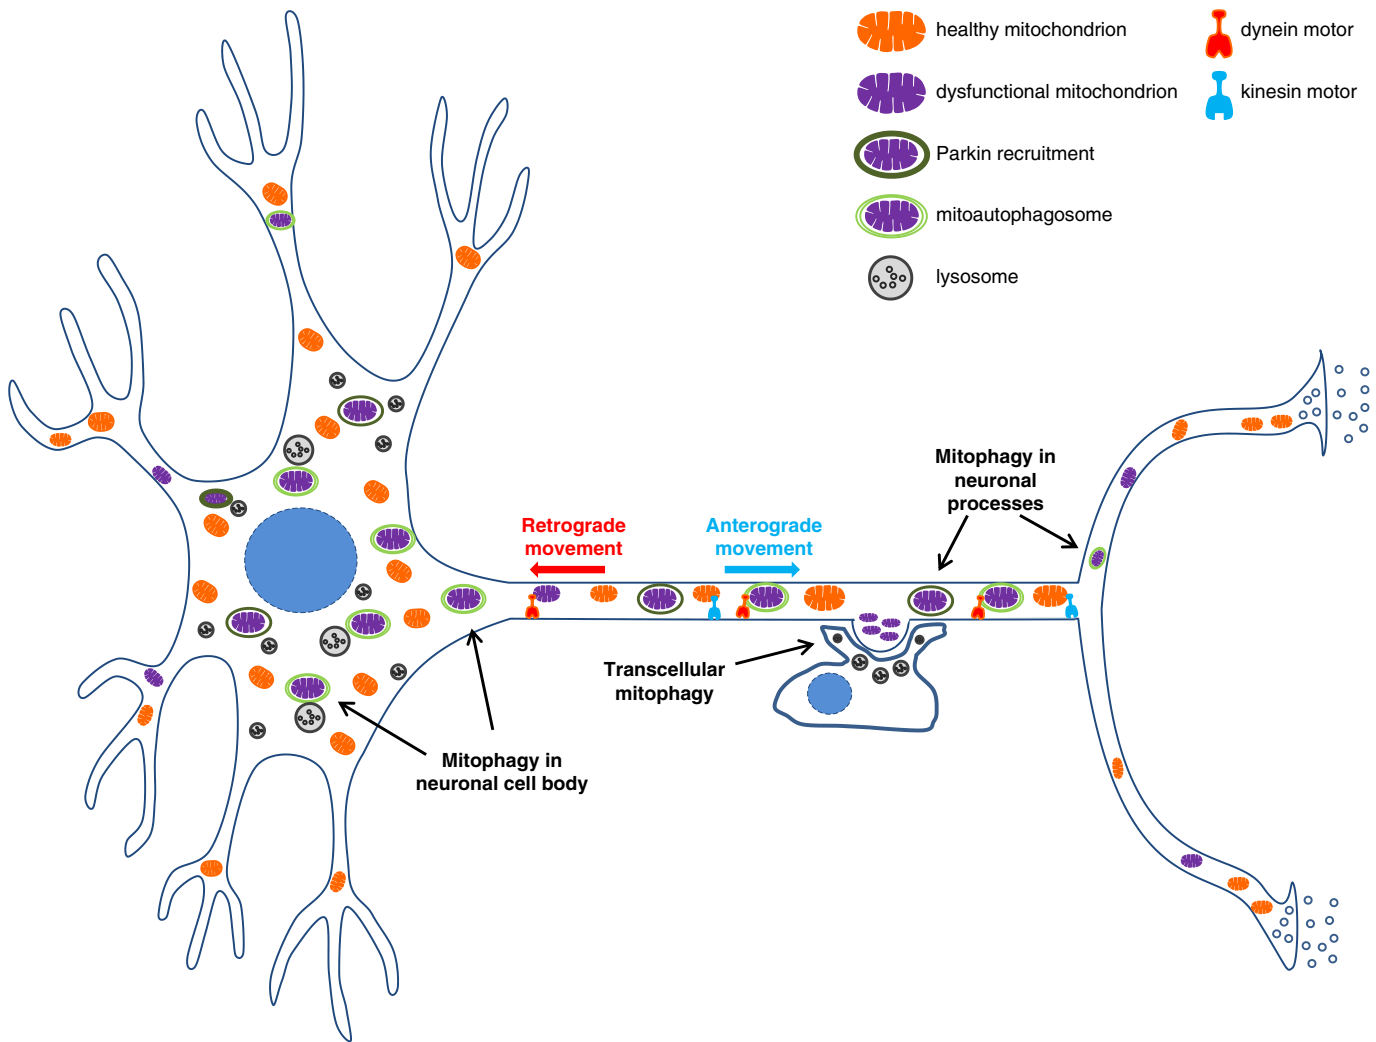 healthy mitochondrion
dynein motor
dysfunctional mitochondrion
kinesin motor
Parkin recruitment
mitoautophagosome
lysosome
Mitophagy in
neuronal
processes
Retrograde
movement
Anterograde
movement
Transcellular
mitophagy
Mitophagy in
neuronal cell body